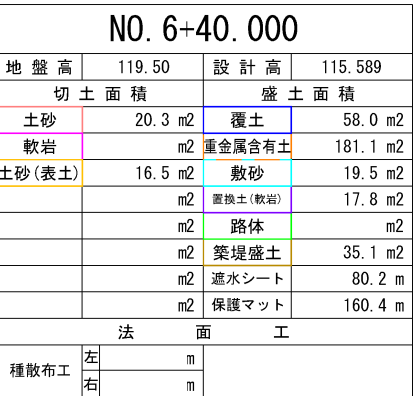 NO. 6+40.000
地 盤 高 119.50 設 計 高 115.589
切 土 面 積 盛 土 面 積
土砂 20.3 m2 覆土 58.0 m2
軟岩 m2 重金属含有土 181.1 m2
土砂(表土) 16.5 m2 敷砂 19.5 m2
m2 置換土(軟岩) 17.8 m2
m2 路体 m2
m2 築堤盛土 35.1 m2
m2 遮水シート 80.2 m
m2 保護マット 160.4 m
法 面 工
種散布工 左 m
右 m